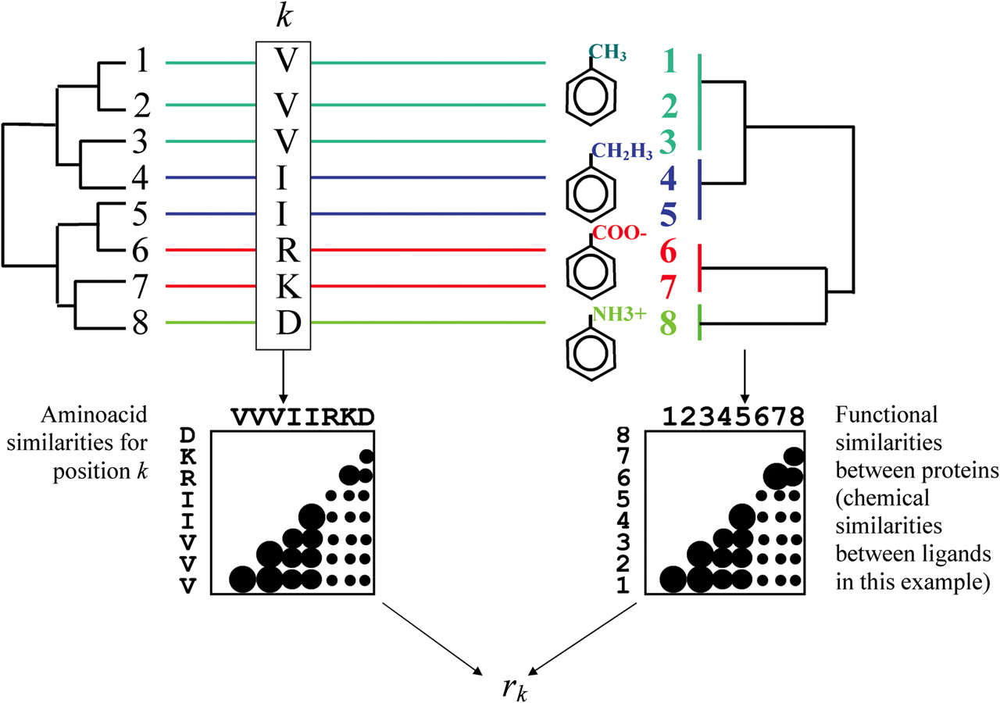 k
1 V CH3 1
2 V 2
3 V 3
CH2H3
4 I 4
5 I 5
COO-
6 R 6
7 K 7
NH3+
8 D 8
Aminoacid
similarities for
position k
VVVIIRKD
D
K
R
I
I
V
V
V
12345678
8
7
6
5
4
3
2
1
Functional
similarities
between proteins
(chemical
similarities
between ligands
in this example)
rk